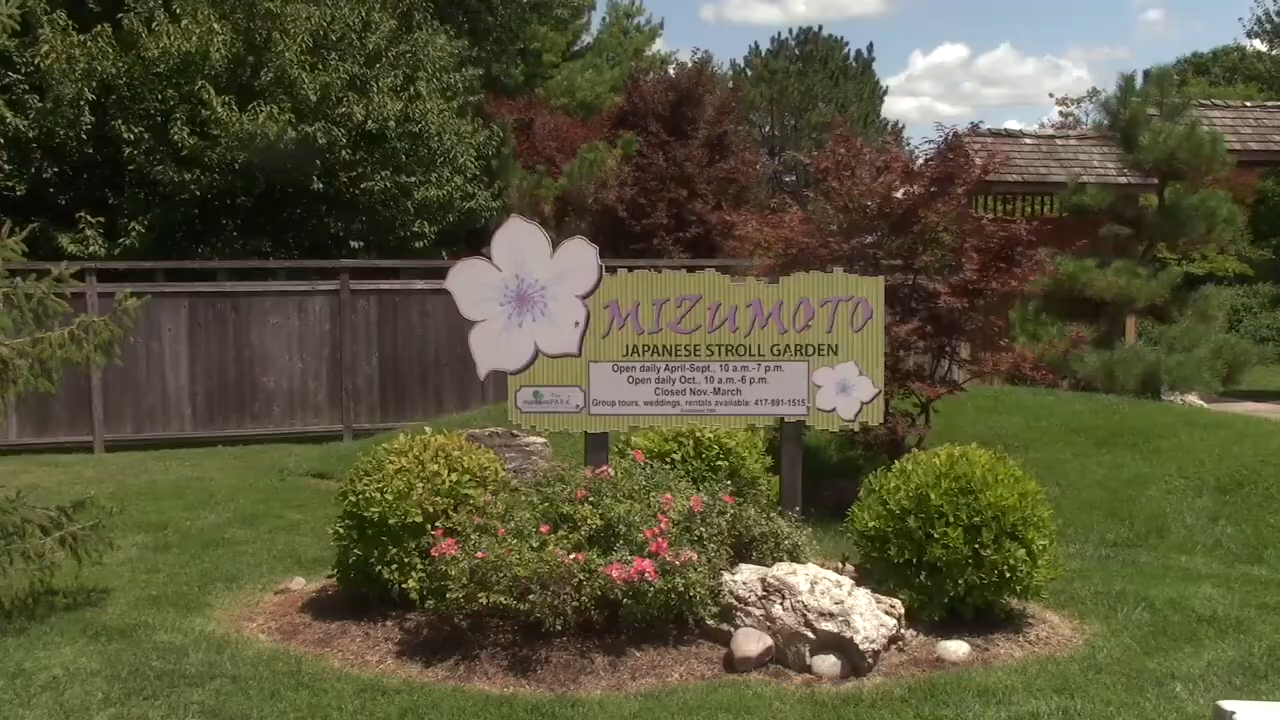 MIZUMOTO
JAPANESE STROLL GARDEN
Open daily April-Sept., 10 a.m.-7 p.m.
Open daily Oct., 10 a.m.-6 p.m.
Closed Nov.-March
Group tours, weddings, rentals available: 417-891-1515
PARK